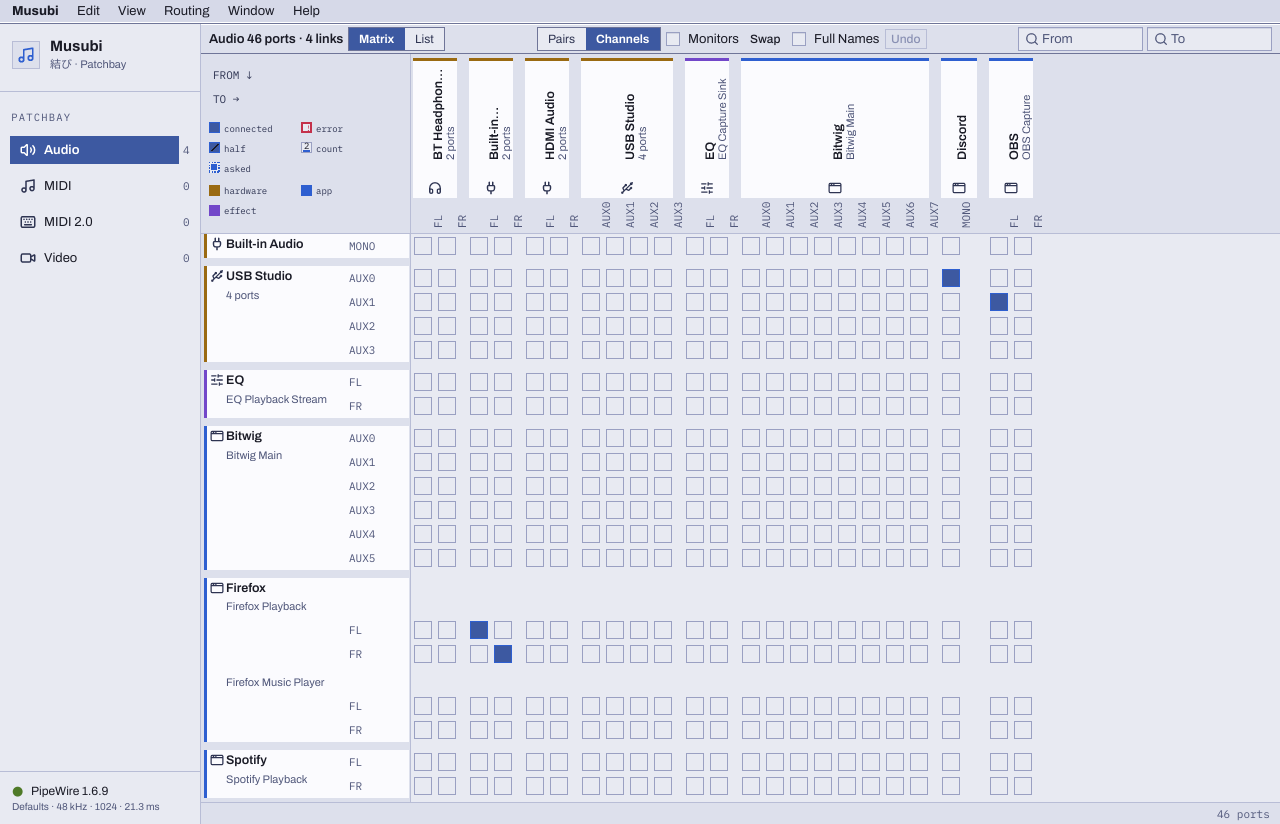 Musubi Edit View Routing Window Help
Musubi
結び · Patchbay
Audio 46 ports · 4 links Matrix List Pairs Channels Monitors Swap Full Names Undo From To
PATCHBAY
Audio 4
MIDI 0
MIDI 2.0 0
Video 0
FROM ↓
TO →
connected error
half 2 count
asked
hardware app
effect
BT Headphon...
2 ports
Built-in...
2 ports
HDMI Audio
2 ports
USB Studio
4 ports
EQ
EQ Capture Sink
Bitwig
Bitwig Main
Discord
OBS
OBS Capture
FL FR FL FR FL FR AUX0 AUX1 AUX2 AUX3 FL FR AUX0 AUX1 AUX2 AUX3 AUX4 AUX5 AUX6 AUX7 MONO FL FR
Built-in Audio MONO
USB Studio AUX0
4 ports AUX1
AUX2
AUX3
EQ FL
EQ Playback Stream FR
Bitwig AUX0
Bitwig Main AUX1
AUX2
AUX3
AUX4
AUX5
Firefox
Firefox Playback
FL
FR
Firefox Music Player
FL
FR
Spotify FL
Spotify Playback FR
PipeWire 1.6.9
Defaults · 48 kHz · 1024 · 21.3 ms
46 ports